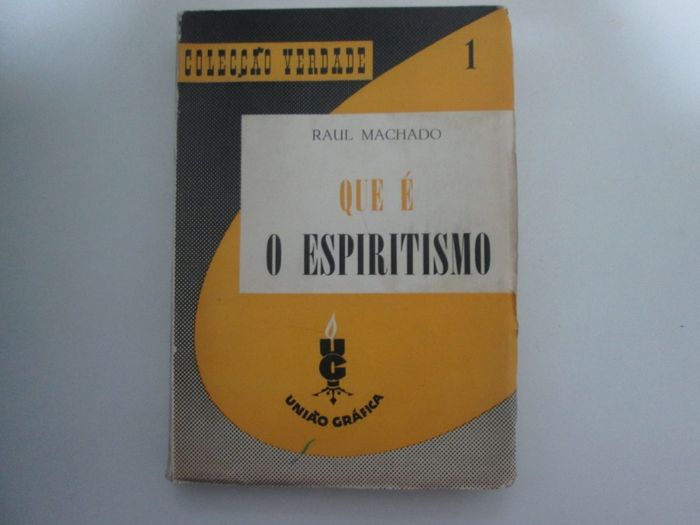 COLECÇÃO VERDADE
1
RAUL MACHADO
QUE É
O ESPIRITISMO
UG
UNIÃO GRÁFICA